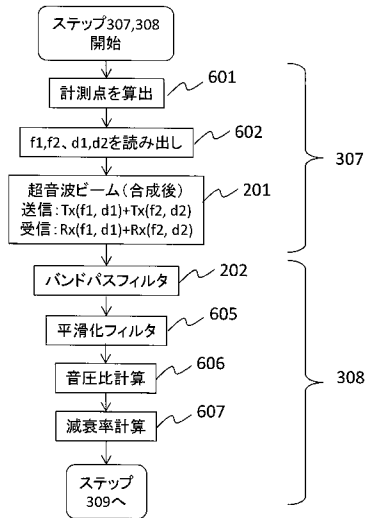 ステップ307,308
開始
計測点を算出
601
f1,f2、d1,d2を読み出し
602
307
超音波ビーム(合成後)
送信:Tx(f1, d1)+Tx(f2, d2)
受信:Rx(f1, d1)+Rx(f2, d2)
201
バンドパスフィルタ
202
平滑化フィルタ
605
音圧比計算
606
308
減衰率計算
607
ステップ
309へ